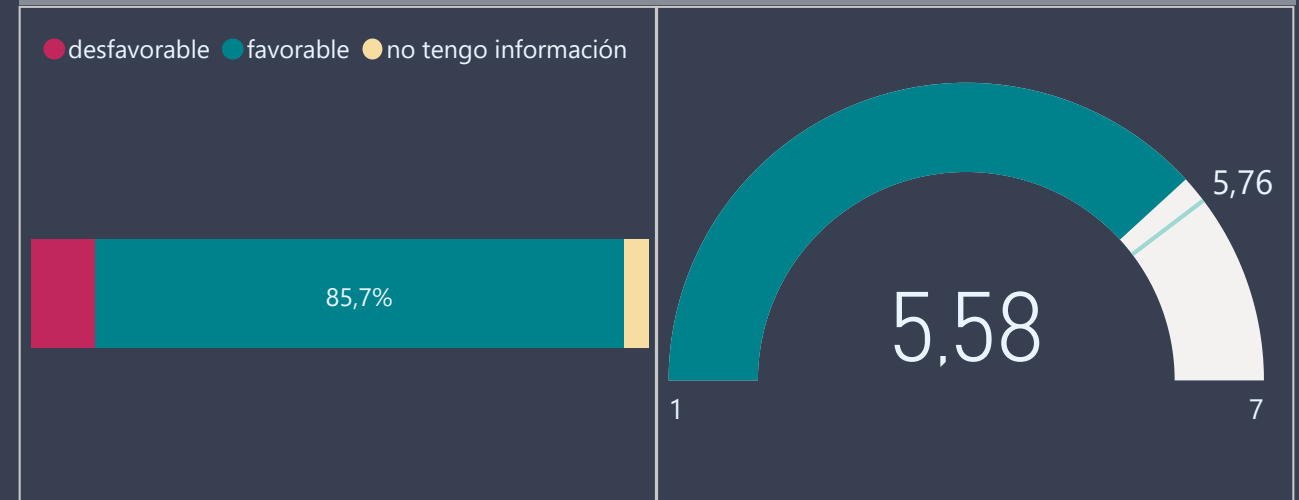 desfavorable favorable no tengo información
85,7%
5,76
5,58
1 7